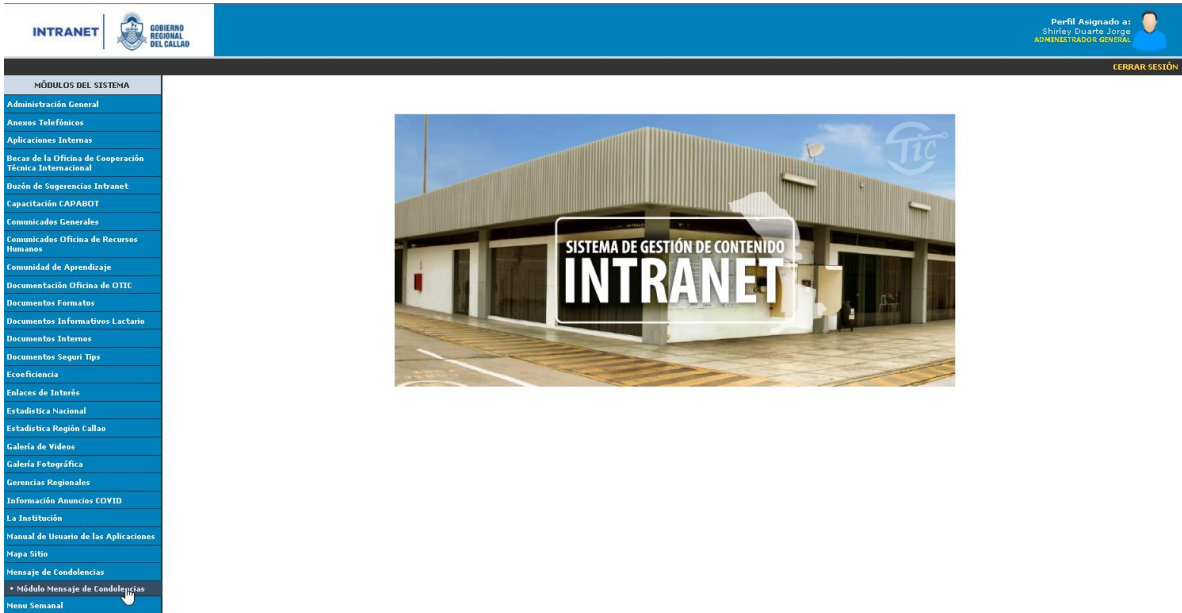 INTRANET
GOBIERNO
REGIONAL
DEL CALLAO
Perfil Asignado a:
Shirley Duarte Jorge
ADMINISTRADOR GENERAL
CERRAR SESIÓN
MÓDULOS DEL SISTEMA
Administración General
Anexos Telefónicos
Aplicaciones Internas
Becas de la Oficina de Cooperación
Técnica Internacional
Buzón de Sugerencias Intranet
Capacitación CAPABOT
Comunicados Generales
Comunicados Oficina de Recursos
Humanos
Comunidad de Aprendizaje
Documentación Oficina de OTIC
Documentos Formatos
Documentos Informativos Lactario
Documentos Internos
Documentos Seguri Tips
Ecoeficiencia
Enlaces de Interés
Estadistica Nacional
Estadistica Región Callao
Galería de Videos
Galería Fotográfica
Gerencias Regionales
Información Anuncios COVID
La Institución
Manual de Usuario de las Aplicaciones
Mapa Sitio
Mensaje de Condolencias
• Módulo Mensaje de Condolencias
Menu Semanal
TIC
SISTEMA DE GESTIÓN DE CONTENIDO
INTRANET